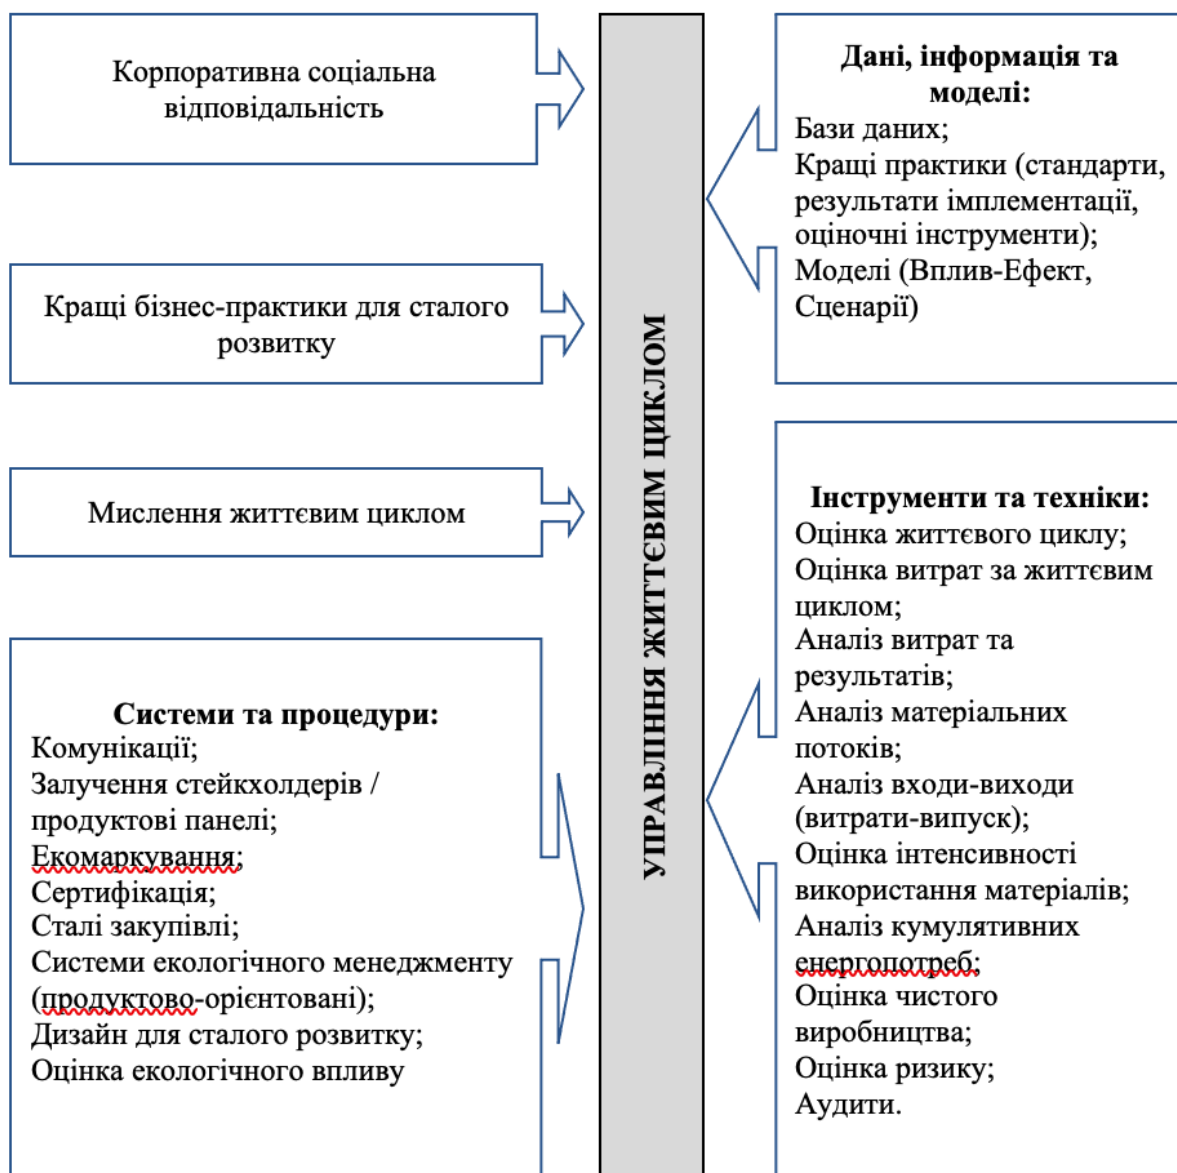 Корпоративна соціальна
відповідальність
Кращі бізнес-практики для сталого
розвитку
Мислення життєвим циклом
Системи та процедури:
Комунікації;
Залучення стейкхолдерів /
продуктові панелі;
Екомаркування;
Сертифікація;
Сталі закупівлі;
Системи екологічного менеджменту
(продуктово-орієнтовані);
Дизайн для сталого розвитку;
Оцінка екологічного впливу
УПРАВЛІННЯ ЖИТТЄВИМ ЦИКЛОМ
Дані, інформація та
моделі:
Бази даних;
Кращі практики (стандарти,
результати імплементації,
оціночні інструменти);
Моделі (Вплив-Ефект,
Сценарії)
Інструменти та техніки:
Оцінка життєвого циклу;
Оцінка витрат за життєвим
циклом;
Аналіз витрат та
результатів;
Аналіз матеріальних
потоків;
Аналіз входи-виходи
(витрати-випуск);
Оцінка інтенсивності
використання матеріалів;
Аналіз кумулятивних
енергопотреб;
Оцінка чистого
виробництва;
Оцінка ризику;
Аудити.